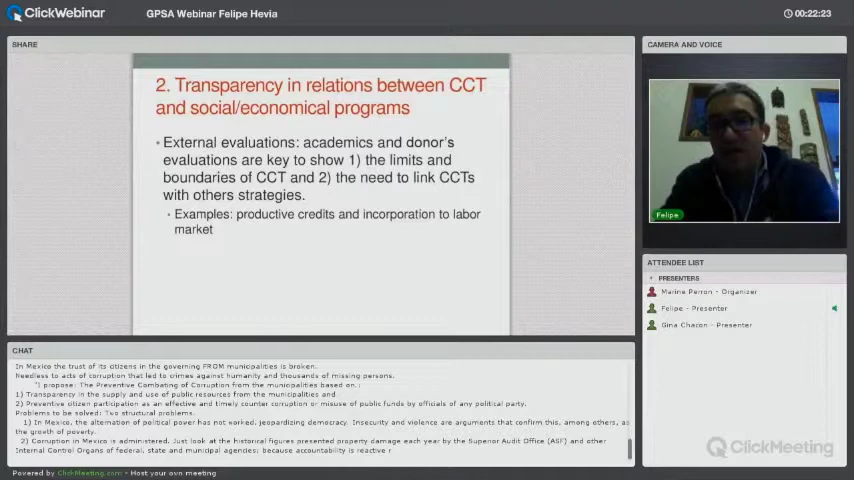 ClickWebinar
GPSA Webinar Felipe Hevia
00:22:23
SHARE
2. Transparency in relations between CCT
and social/economical programs
• External evaluations: academics and donor's
evaluations are key to show 1) the limits and
boundaries of CCT and 2) the need to link CCTs
with others strategies.
• Examples: productive credits and incorporation to labor
market
CAMERA AND VOICE
Felipe
ATTENDEE LIST
PRESENTERS
Marine Perron - Organizer
Felipe - Presenter
Gina Chacon - Presenter
CHAT
In Mexico the trust of its citizens in the governing FROM municipalities is broken.
Needless to acts of corruption that led to crimes against humanity and thousands of missing persons.
"I propose: The Preventive Combating of Corruption from the municipalities based on.:
1) Transparency in the supply and use of public resources from the municipalities and
2) Preventive citizen participation as an effective and timely counter corruption or misuse of public funds by officials of any political party.
Problems to be solved: Two structural problems.
1) In Mexico, the alternation of political power has not worked, jeopardizing democracy. Insecurity and violence are arguments that confirm this, among others, as
the growth of poverty.
2) Corruption in Mexico is administered. Just look at the historical figures presented property damage each year by the Superior Audit Office (ASF) and other
Internal Control Organs of federal, state and municipal agencies; because accountability is reactive r
ClickMeeting
Powered by ClickMeeting.com - Host your own meeting